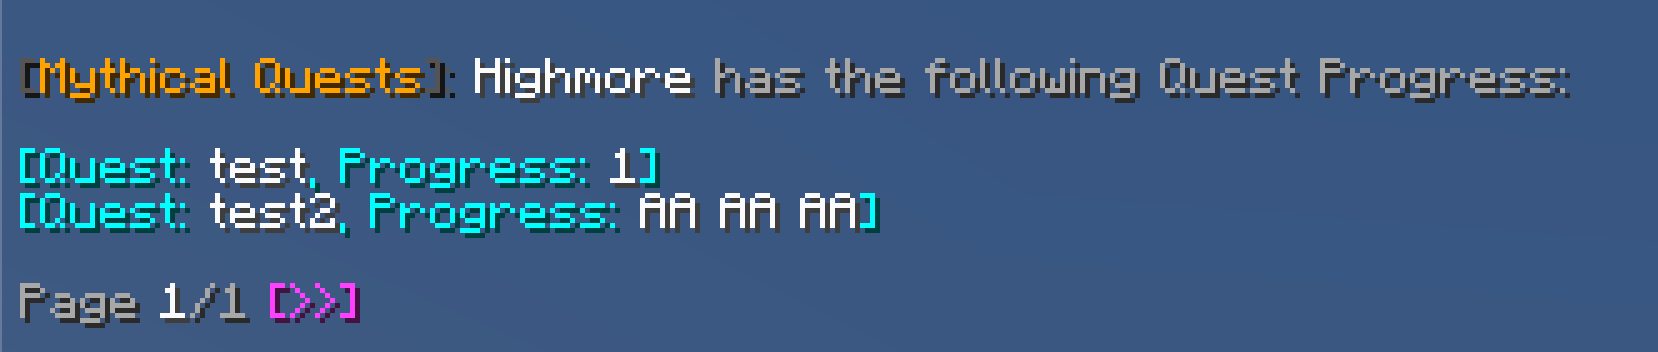 [Mythical Quests]: Highmore has the following Quest Progress:
[Quest: test, Progress: 1]
[Quest: test2, Progress: AA AA AA]
Page 1/1 [>>]